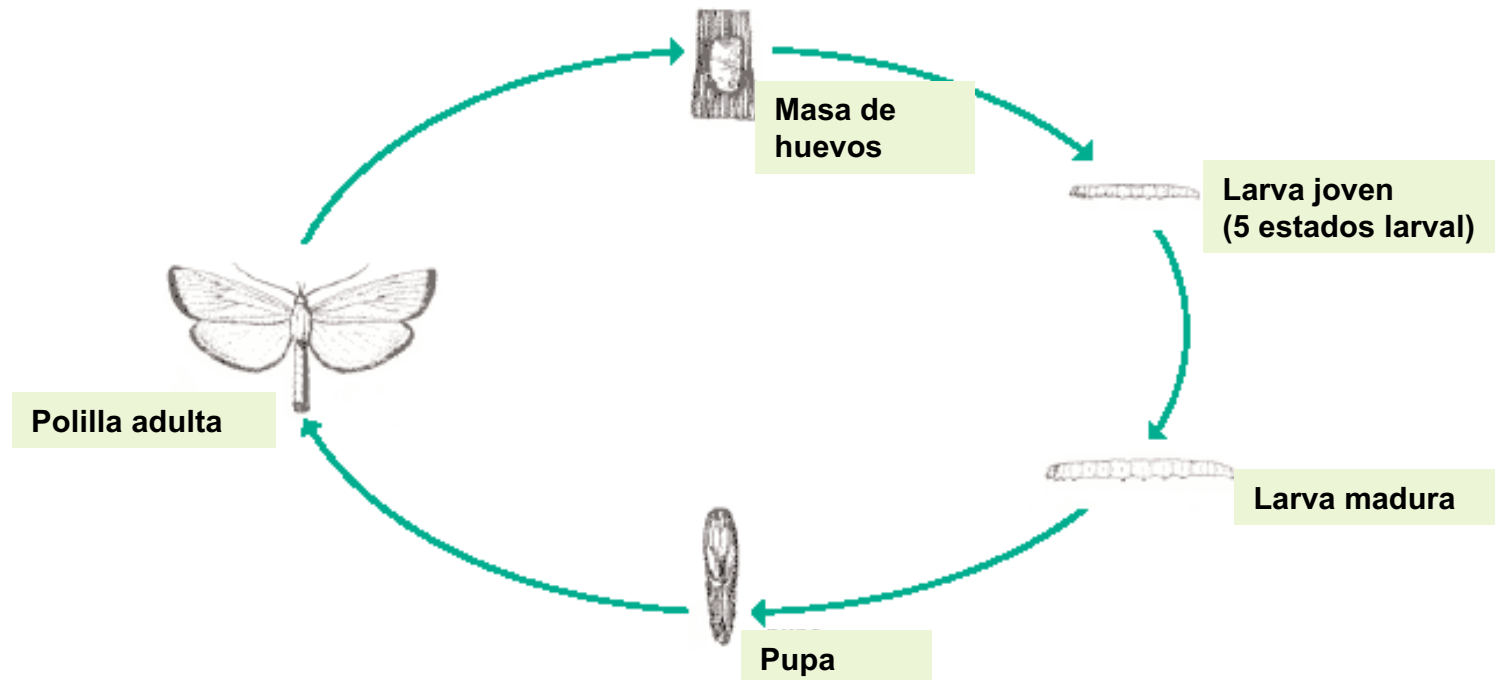 Masa de
huevos
Larva joven
(5 estados larval)
Larva madura
Pupa
Polilla adulta